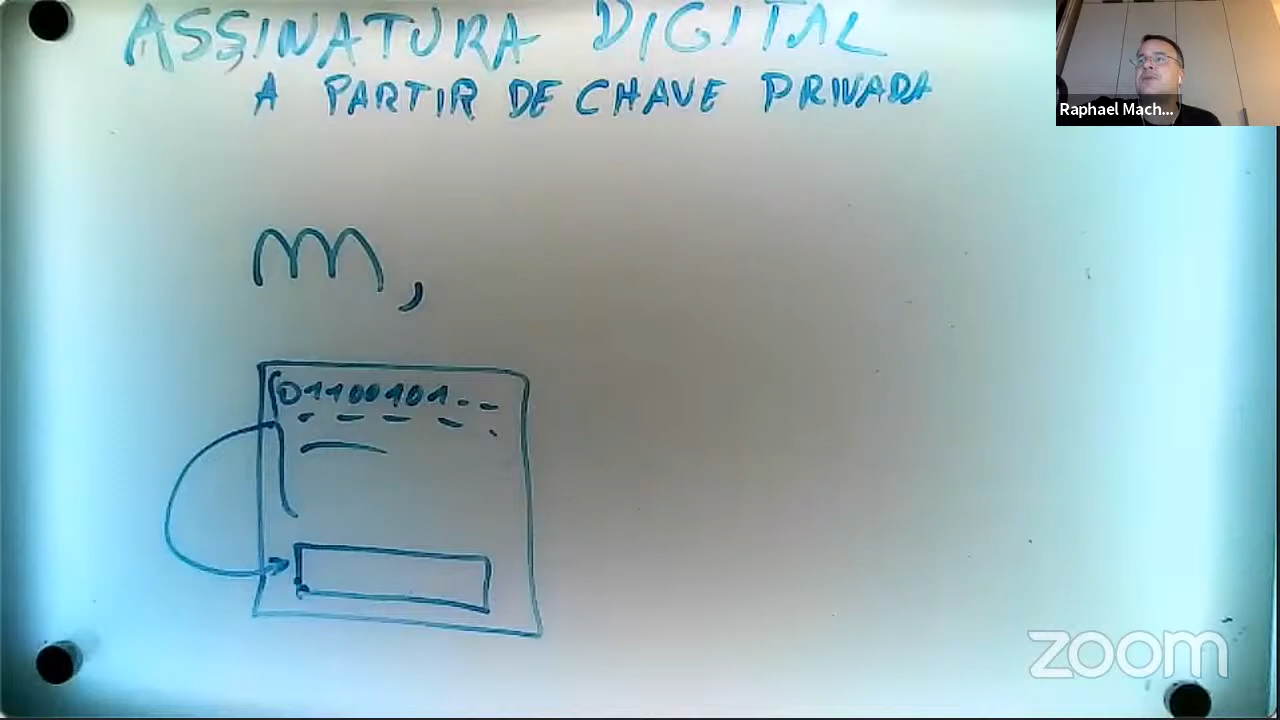 ASSINATURA DIGITAL
A PARTIR DE CHAVE PRIVADA
Raphael Mach...
m,
01100101..
zoom